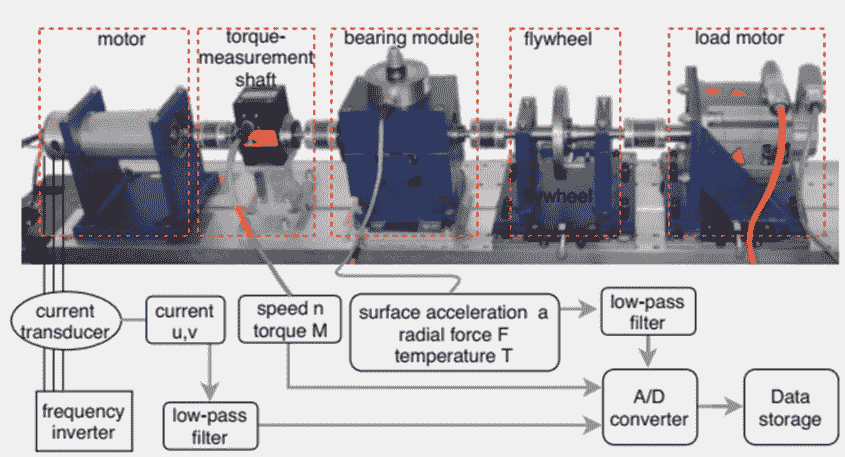 motor
torque-
measurement
shaft
bearing module
flywheel
load motor
flywheel
current
transducer
current
u,v
speed n
torque M
surface acceleration a
radial force F
temperature T
low-pass
filter
frequency
inverter
low-pass
filter
A/D
converter
Data
storage